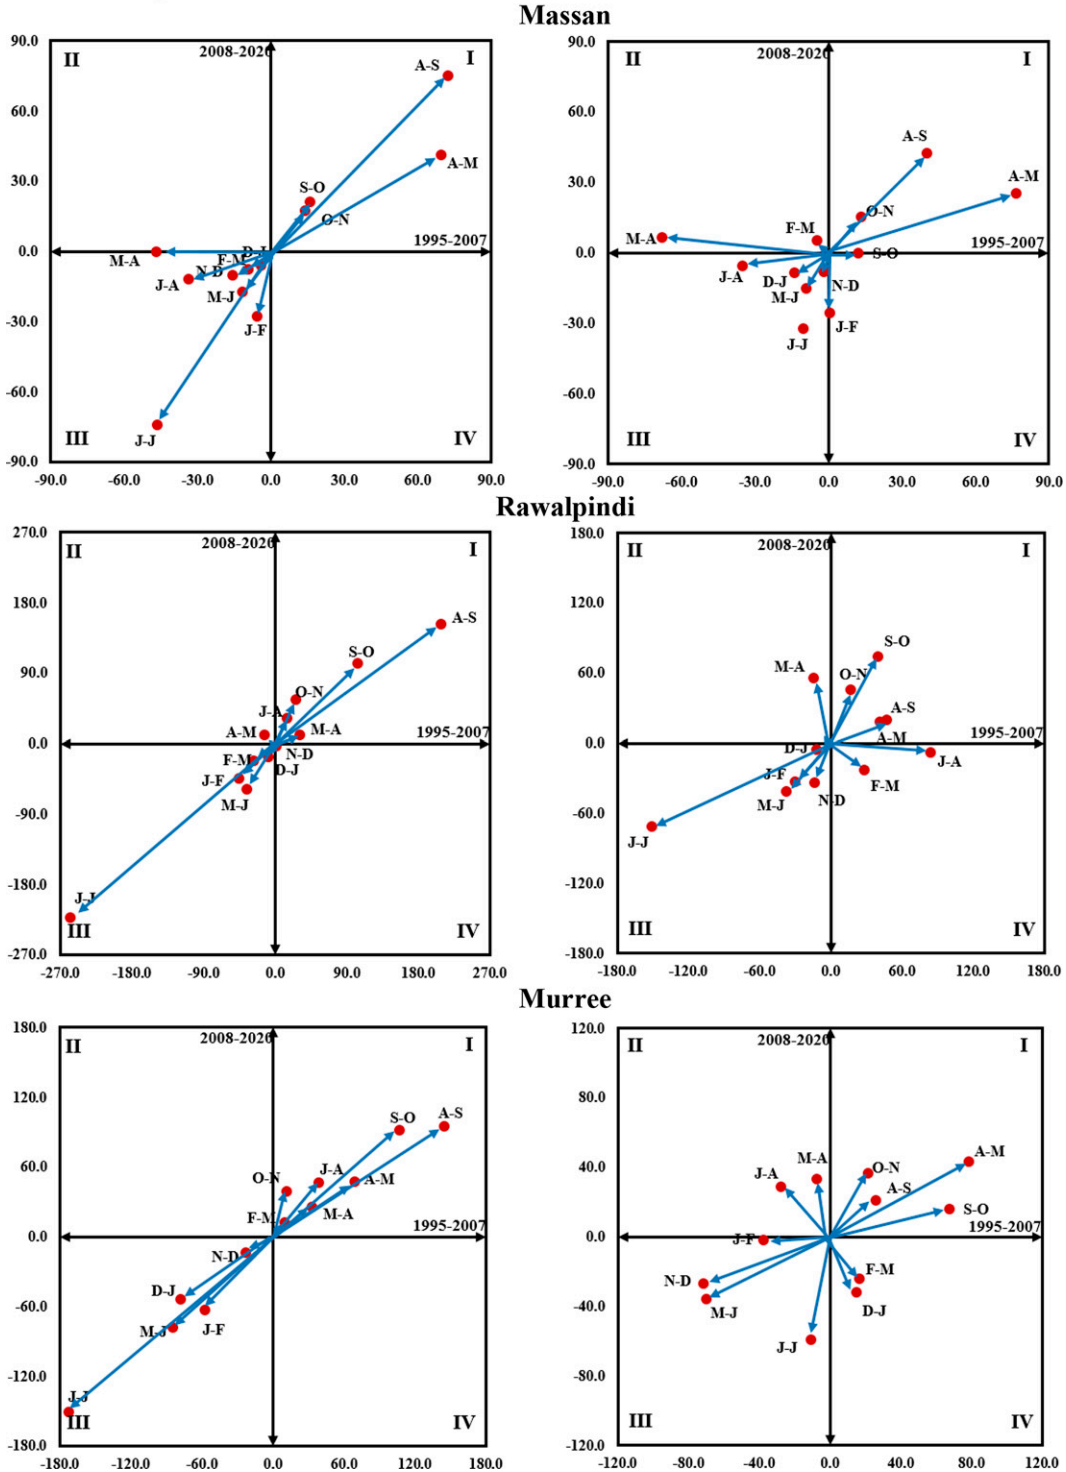 Massan
90.0 II 2008-2020 I
A-S
60.0
A-M
30.0
S-O
O-N
0.0 1995-2007
M-A D-J
F-M
N-D
J-A
M-J
-30.0
J-F
-60.0
J-J
III IV
-90.0
-90.0 -60.0 -30.0 0.0 30.0 60.0 90.0
90.0 II 2008-2020 I
60.0
A-S
A-M
30.0
O-N
F-M
M-A 1995-2007
0.0 S-O
J-A
D-J N-D
M-J
-30.0 J-F
J-J
-60.0
III IV
-90.0
-90.0 -60.0 -30.0 0.0 30.0 60.0 90.0
Rawalpindi
270.0 II 2008-2020 I
180.0
A-S
S-O
90.0
O-N
J-A
A-M M-A
0.0 1995-2007
N-D
F-M
D-J
J-F
M-J
-90.0
-180.0
J-J
III IV
-270.0
-270.0 -180.0 -90.0 0.0 90.0 180.0 270.0
180.0 II 2008-2020 I
120.0
S-O
M-A
60.0 O-N
A-S
A-M 1995-2007
0.0
D-J
J-A
J-F
F-M
M-J N-D
-60.0
J-J
-120.0
III IV
-180.0
-180.0 -120.0 -60.0 0.0 60.0 120.0 180.0
Murree
180.0 II 2008-2020 I
120.0
S-O A-S
60.0
O-N J-A A-M
F-M M-A
0.0 1995-2007
N-D
D-J
-60.0
M-J J-F
-120.0
J-J
III IV
-180.0
-180.0 -120.0 -60.0 0.0 60.0 120.0 180.0
120.0 II 2008-2020 I
80.0
A-M
40.0 M-A
J-A O-N
A-S
S-O
1995-2007
0.0 J-F
F-M
N-D
M-J D-J
-40.0
J-J
-80.0
III IV
-120.0
-120.0 -80.0 -40.0 0.0 40.0 80.0 120.0